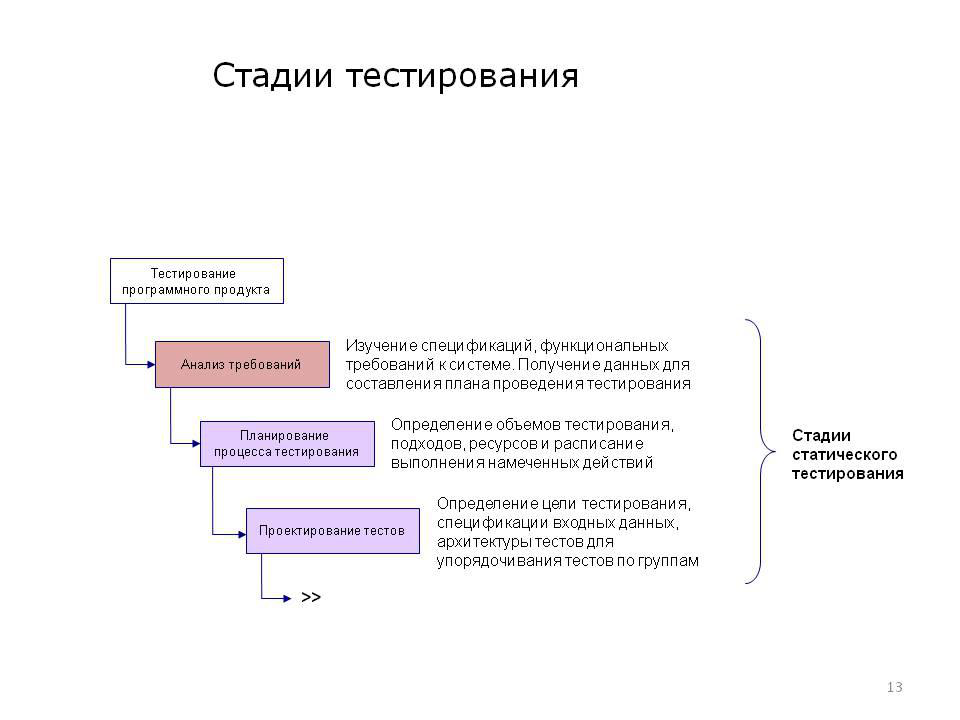 Стадии тестирования
Тестирование
программного продукта
Анализ требований
Изучение спецификаций, функциональных
требований к системе. Получение данных для
составления плана проведения тестирования
Планирование
процесса тестирования
Определение объемов тестирования,
подходов, ресурсов и расписание
выполнения намеченных действий
Проектирование тестов
Определение цели тестирования,
спецификации входных данных,
архитектуры тестов для
упорядочивания тестов по группам
>>
Стадии
статического
тестирования
13